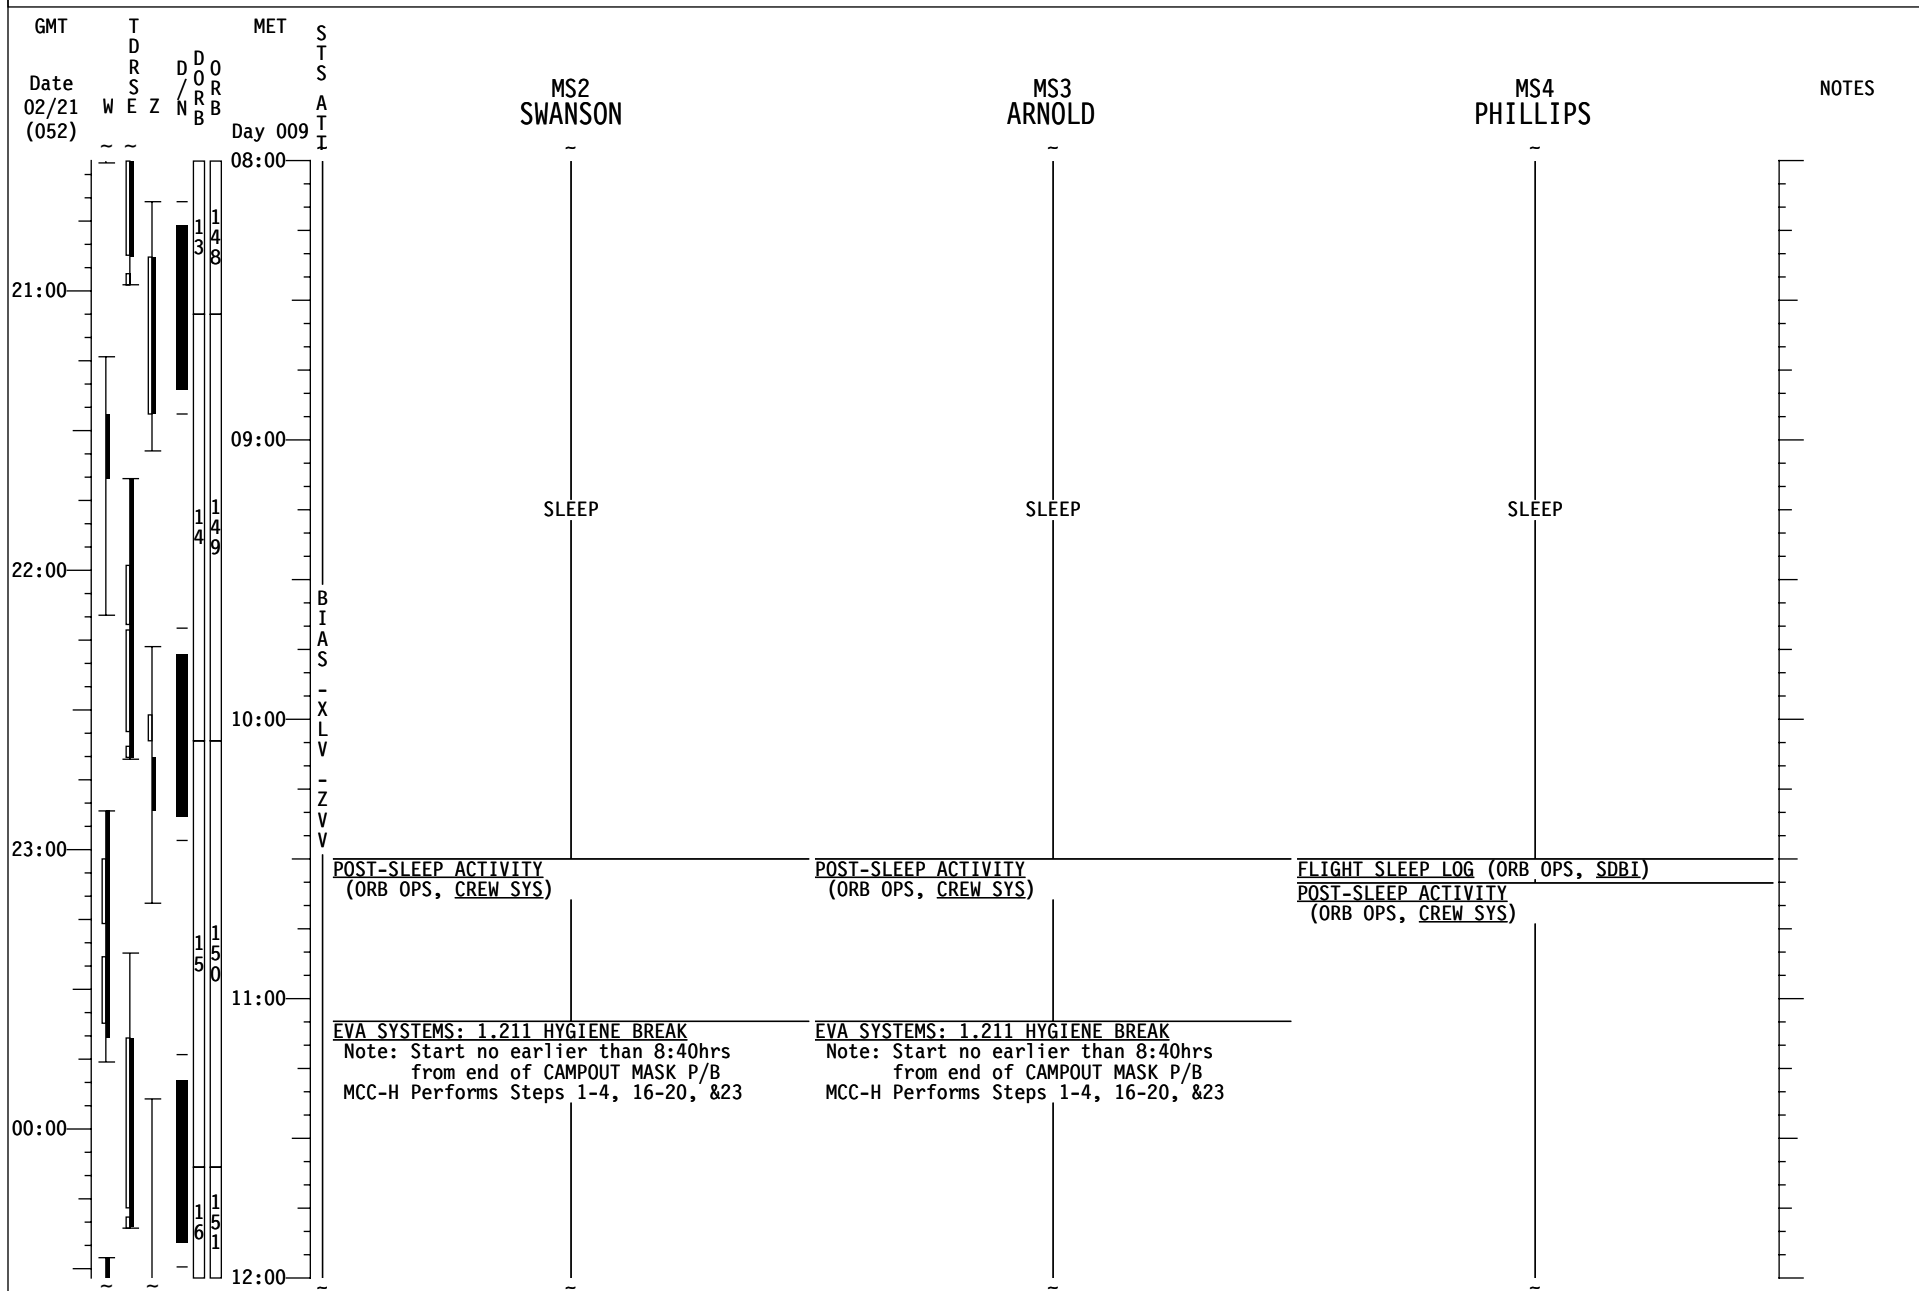 GMT
TDRS
MET
STS ATT
D/N
DORB
ORB
Date
02/21
(052)
W E Z
Day 009
MS2
SWANSON
MS3
ARNOLD
MS4
PHILLIPS
NOTES
~ ~ ~ ~ ~
08:00
13
148
21:00
09:00
14
149
SLEEP SLEEP SLEEP
22:00
BIAS -XLV -ZVV
10:00
23:00
POST-SLEEP ACTIVITY
(ORB OPS, CREW SYS)
POST-SLEEP ACTIVITY
(ORB OPS, CREW SYS)
FLIGHT SLEEP LOG (ORB OPS, SDBI)
POST-SLEEP ACTIVITY
(ORB OPS, CREW SYS)
15
150
11:00
EVA SYSTEMS: 1.211 HYGIENE BREAK
Note: Start no earlier than 8:40hrs
from end of CAMPOUT MASK P/B
MCC-H Performs Steps 1-4, 16-20, &23
EVA SYSTEMS: 1.211 HYGIENE BREAK
Note: Start no earlier than 8:40hrs
from end of CAMPOUT MASK P/B
MCC-H Performs Steps 1-4, 16-20, &23
00:00
16
151
12:00
~ ~ ~ ~ ~ ~